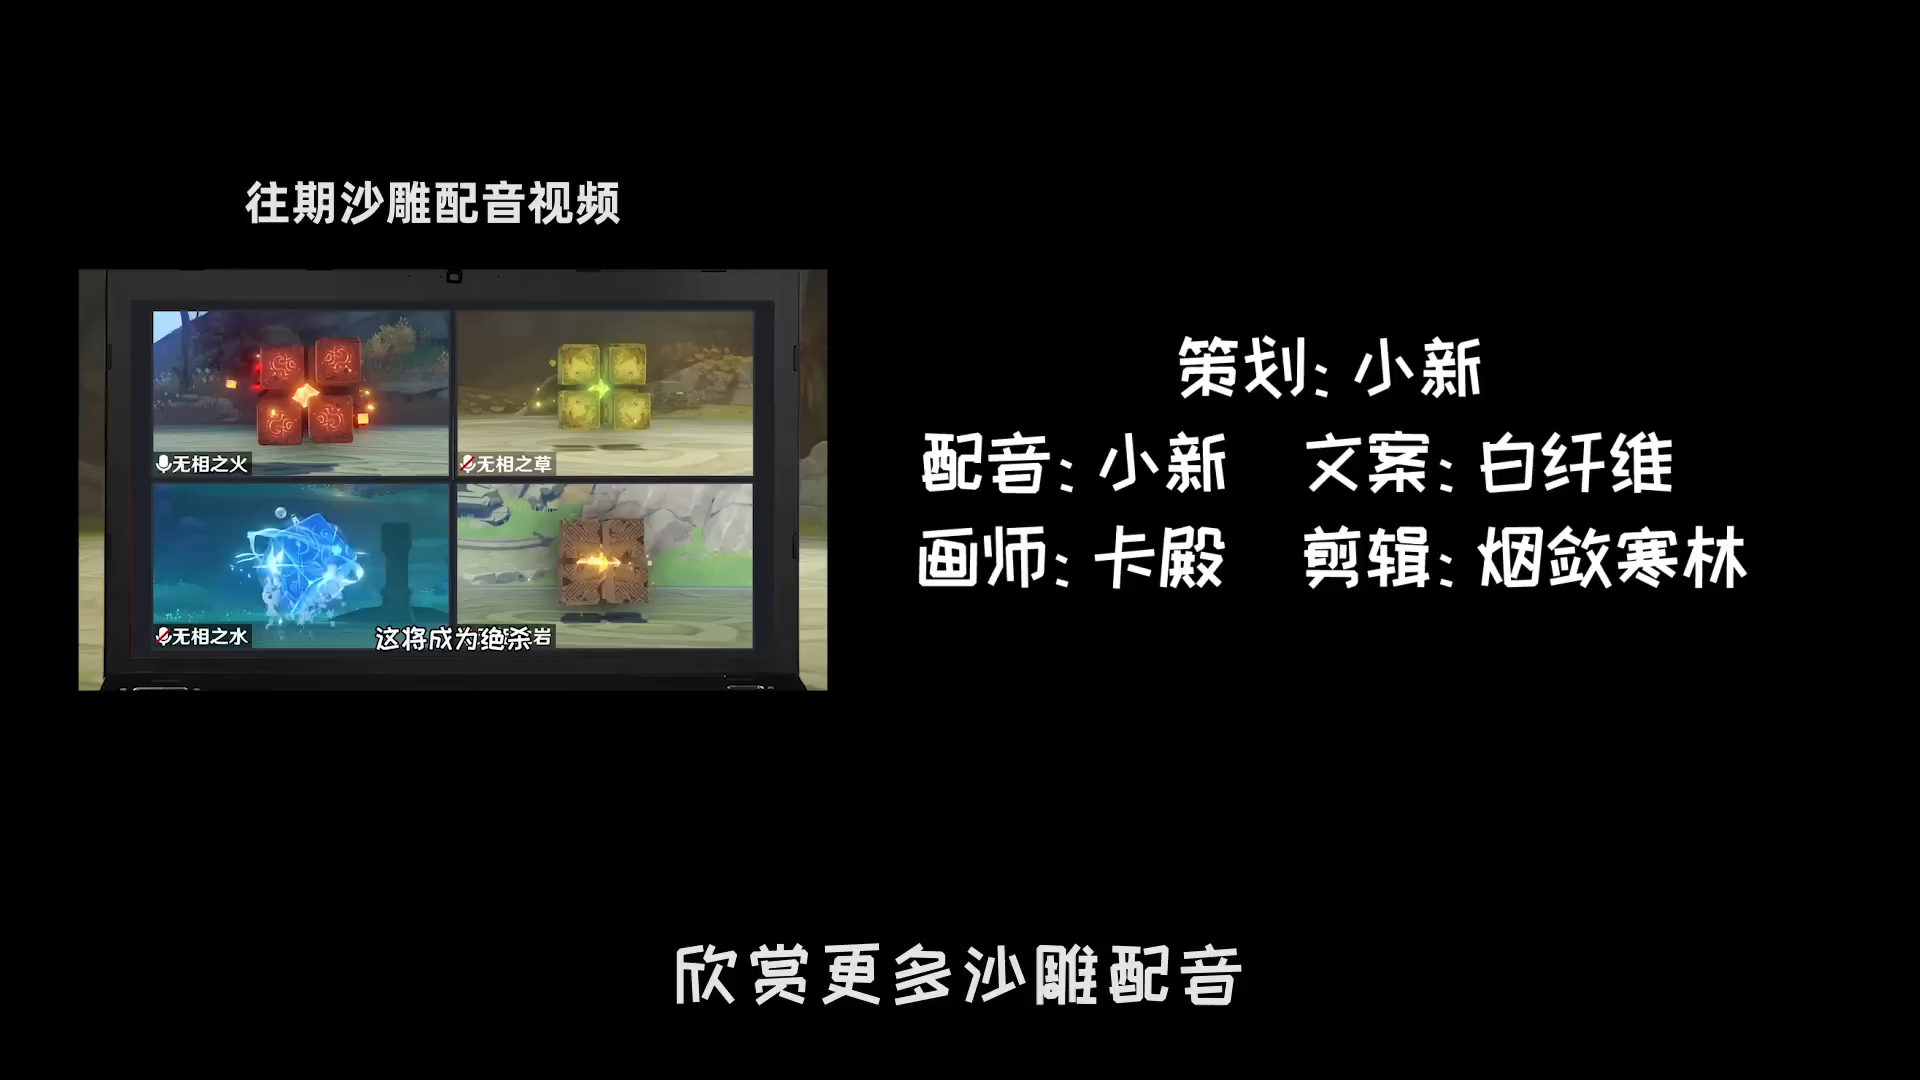 往期沙雕配音视频
无相之火
无相之草
无相之水
岩
这将成为绝杀
策划: 小新
配音: 小新 文案: 白纤维
画师: 卡殿 剪辑: 烟敛寒林
欣赏更多沙雕配音